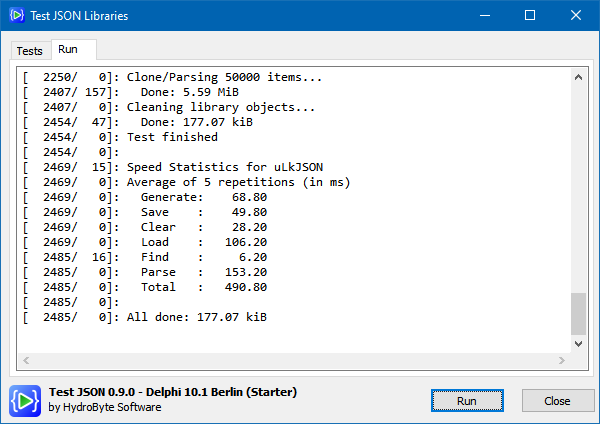 Test JSON Libraries
Tests Run
[  2250/   0]: Clone/Parsing 50000 items...
[  2407/ 157]:   Done: 5.59 MiB
[  2407/   0]: Cleaning library objects...
[  2454/  47]:   Done: 177.07 kiB
[  2454/   0]: Test finished
[  2454/   0]:
[  2469/  15]: Speed Statistics for uLkJSON
[  2469/   0]: Average of 5 repetitions (in ms)
[  2469/   0]:   Generate:    68.80
[  2469/   0]:   Save    :    49.80
[  2469/   0]:   Clear   :    28.20
[  2469/   0]:   Load    :   106.20
[  2485/  16]:   Find    :     6.20
[  2485/   0]:   Parse   :   153.20
[  2485/   0]:   Total   :   490.80
[  2485/   0]:
[  2485/   0]: All done: 177.07 kiB
Test JSON 0.9.0 - Delphi 10.1 Berlin (Starter)
by HydroByte Software
Run Close